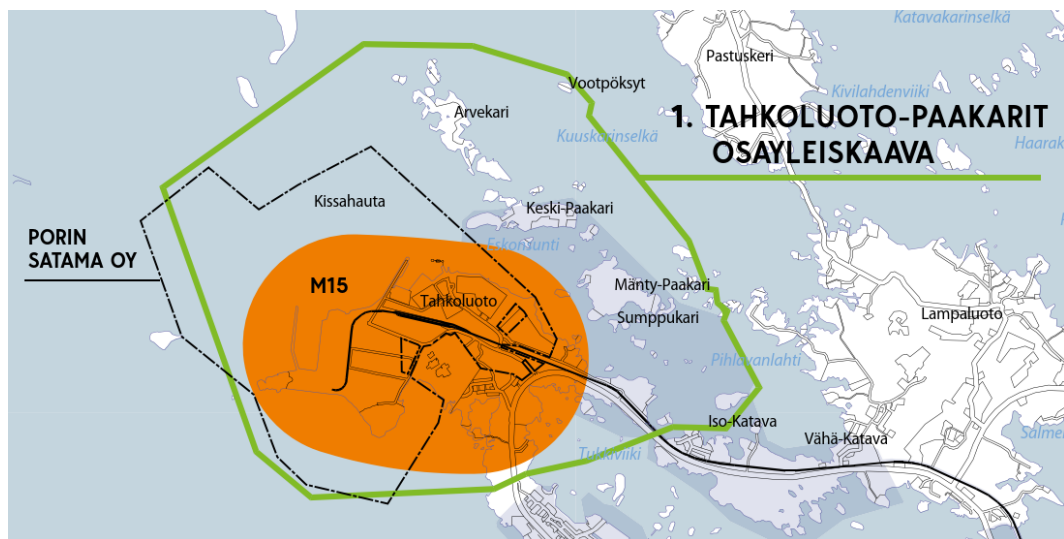 Katavakarinselkä
Pastuskeri
Vootpöksyt
Kivilahdenviiki
Arvekari
1. TAHKOLUOTO-PAAKARIT
OSAYLEISKAAVA
Kuuskarinselkä
Haarak
Kissahauta
Keski-Paakari
PORIN
SATAMA OY
Eskonsunti
M15
Mänty-Paakari
Tahkoluoto
Sumppukari
Lampaluoto
Pihlavanlahti
Iso-Katava
Vähä-Katava
Salme
Tukkiviiki